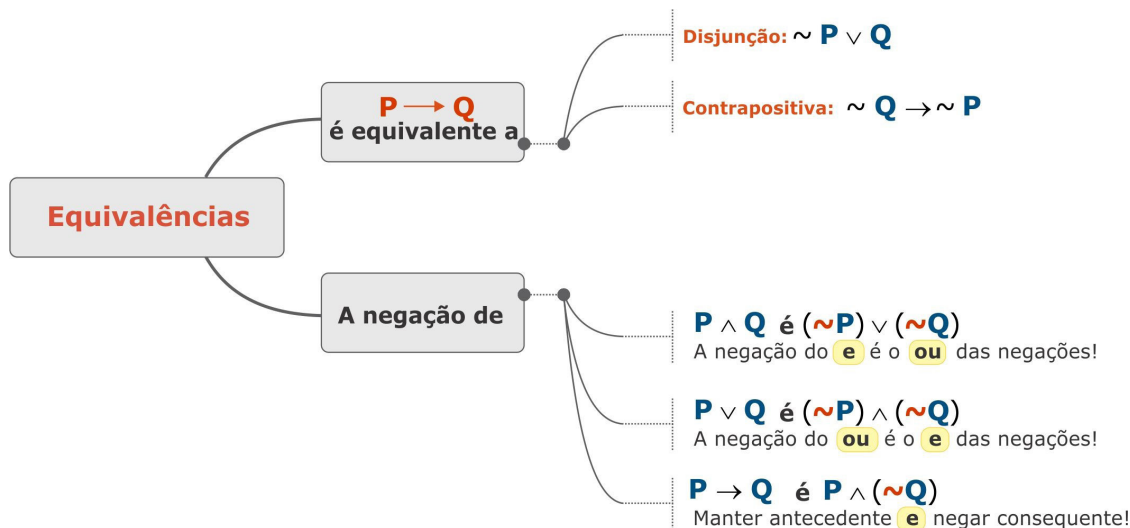 Equivalências
P → Q
é equivalente a
Disjunção: ~ P ∨ Q
Contrapositiva: ~ Q → ~ P
A negação de
P ∧ Q é (~P) ∨ (~Q)
A negação do e é o ou das negações!
P ∨ Q é (~P) ∧ (~Q)
A negação do ou é o e das negações!
P → Q é P ∧ (~Q)
Manter antecedente e negar consequente!